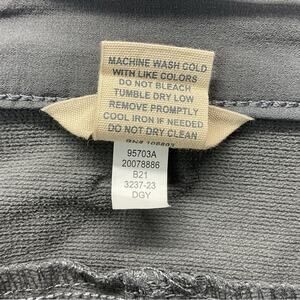 MACHINE WASH COLD
WITH LIKE COLORS
DO NOT BLEACH
TUMBLE DRY LOW
REMOVE PROMPTLY
COOL IRON IF NEEDED
DO NOT DRY CLEAN
95703A
20078886
B21
3237-23
DGY